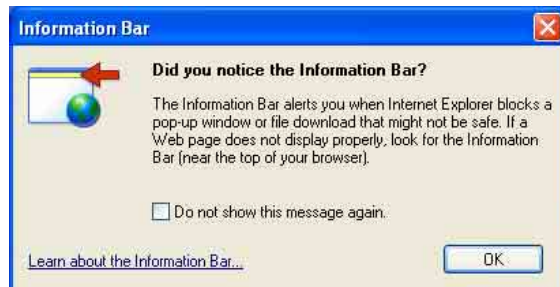 Information Bar
Did you notice the Information Bar?
The Information Bar alerts you when Internet Explorer blocks a
pop-up window or file download that might not be safe. If a
Web page does not display properly, look for the Information
Bar (near the top of your browser).
Do not show this message again.
Learn about the Information Bar...
OK